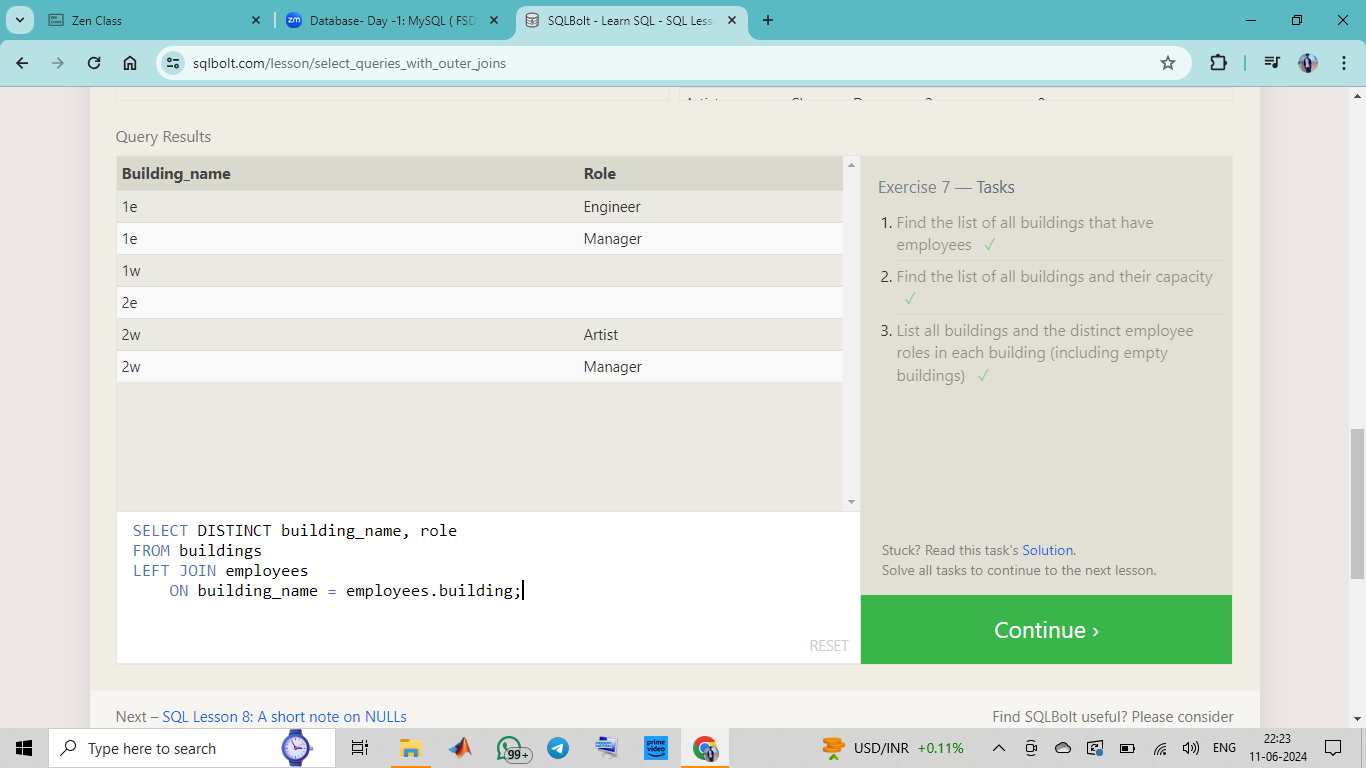 Zen Class
Database- Day -1: MySQL ( FSD
SQLBolt - Learn SQL - SQL Less
sqlbolt.com/lesson/select_queries_with_outer_joins
Query Results
Building_name Role
1e Engineer
1e Manager
1w
2e
2w Artist
2w Manager
SELECT DISTINCT building_name, role
FROM buildings
LEFT JOIN employees
ON building_name = employees.building;
RESET
Exercise 7 — Tasks
1. Find the list of all buildings that have
employees ✓
2. Find the list of all buildings and their capacity
✓
3. List all buildings and the distinct employee
roles in each building (including empty
buildings) ✓
Stuck? Read this task's Solution.
Solve all tasks to continue to the next lesson.
Continue ›
Next – SQL Lesson 8: A short note on NULLs
Find SQLBolt useful? Please consider
Type here to search
99+
prime
video
USD/INR +0.11%
ENG
22:23
11-06-2024